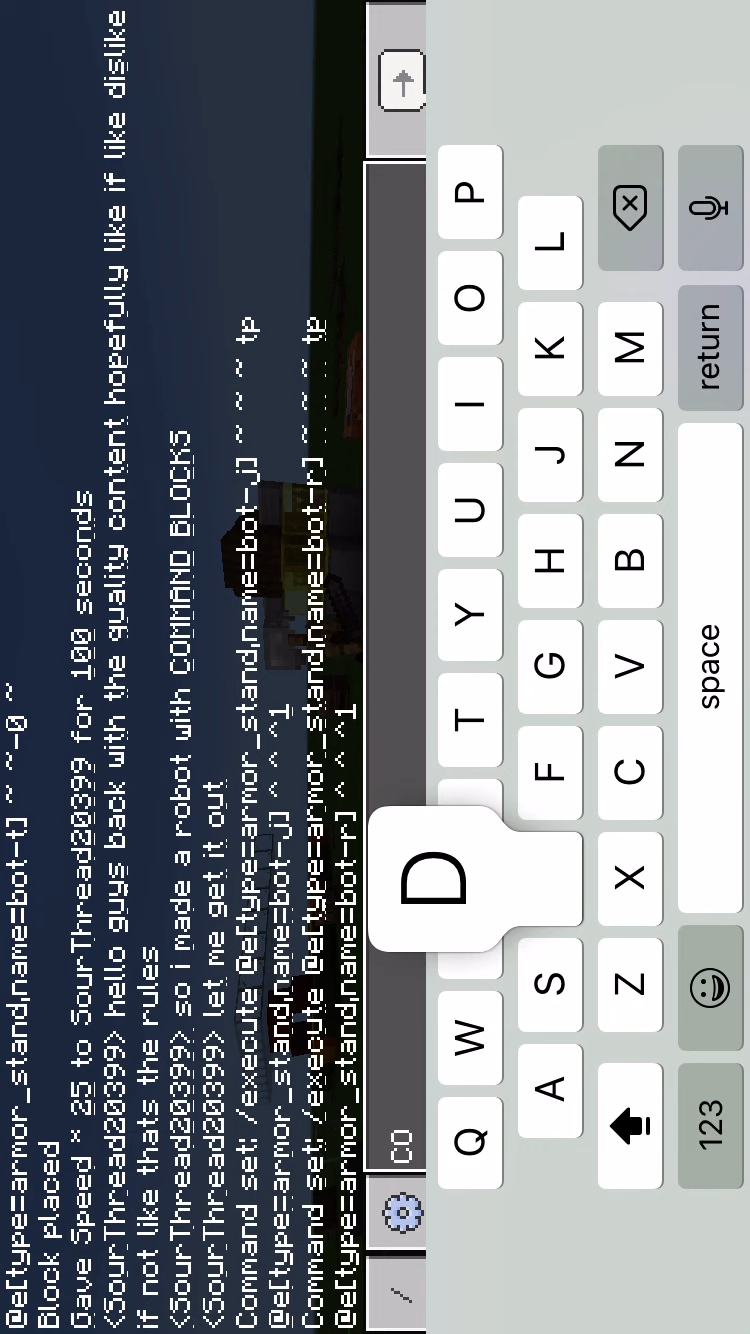 @e[type=armor_stand,name=bot-t] ~ ~-0 ~
Block placed
Gave Speed * 25 to SourThread20399 for 100 seconds
<SourThread20399> hello guys back with the quality content hopefully like if like dislike
if not like thats the rules
<SourThread20399> so i made a robot with COMMAND BLOCKS
<SourThread20399> let me get it out
Command set: /execute @e[type=armor_stand,name=bot-j] ~ ~ ~ tp
@e[type=armor_stand,name=bot-j] ^ ^ ^1
Command set: /execute @e[type=armor_stand,name=bot-r] ~ ~ ~ tp
@e[type=armor_stand,name=bot-r] ^ ^ ^1
/ co
Q W T Y U I O P
A S D F G H J K L
Z X C V B N M
123 space return